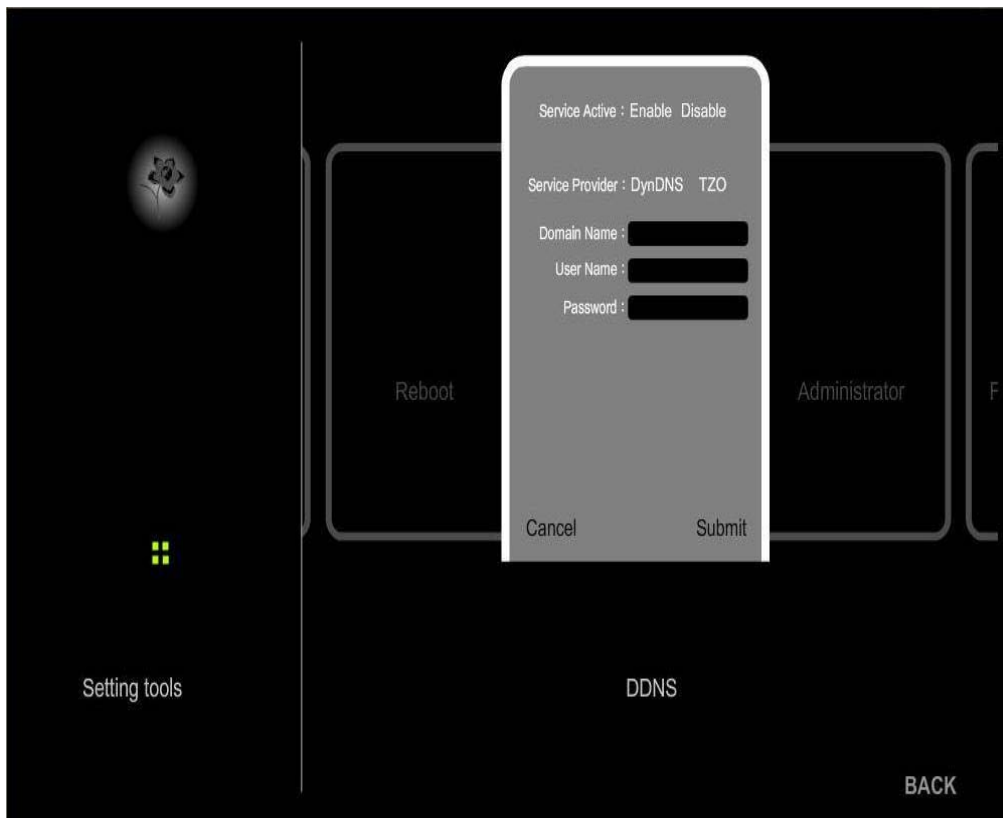 Service Active : Enable Disable
Service Provider : DynDNS TZO
Domain Name :
User Name :
Password :
Reboot
Administrator
F
Cancel
Submit
Setting tools
DDNS
BACK